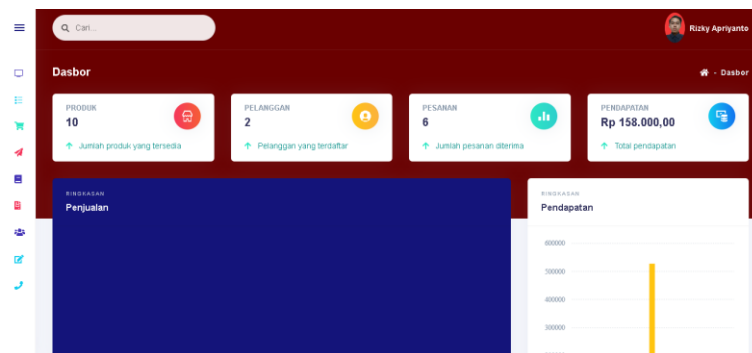 Cari...
Rizky Apriyanto
Dasbor
- Dasbor
PRODUK
10
Jumlah produk yang tersedia
PELANGGAN
2
Pelanggan yang terdaftar
PESANAN
6
Jumlah pesanan diterima
PENDAPATAN
Rp 158.000,00
Total pendapatan
RINGKASAN
Penjualan
RINGKASAN
Pendapatan
600000
500000
400000
300000